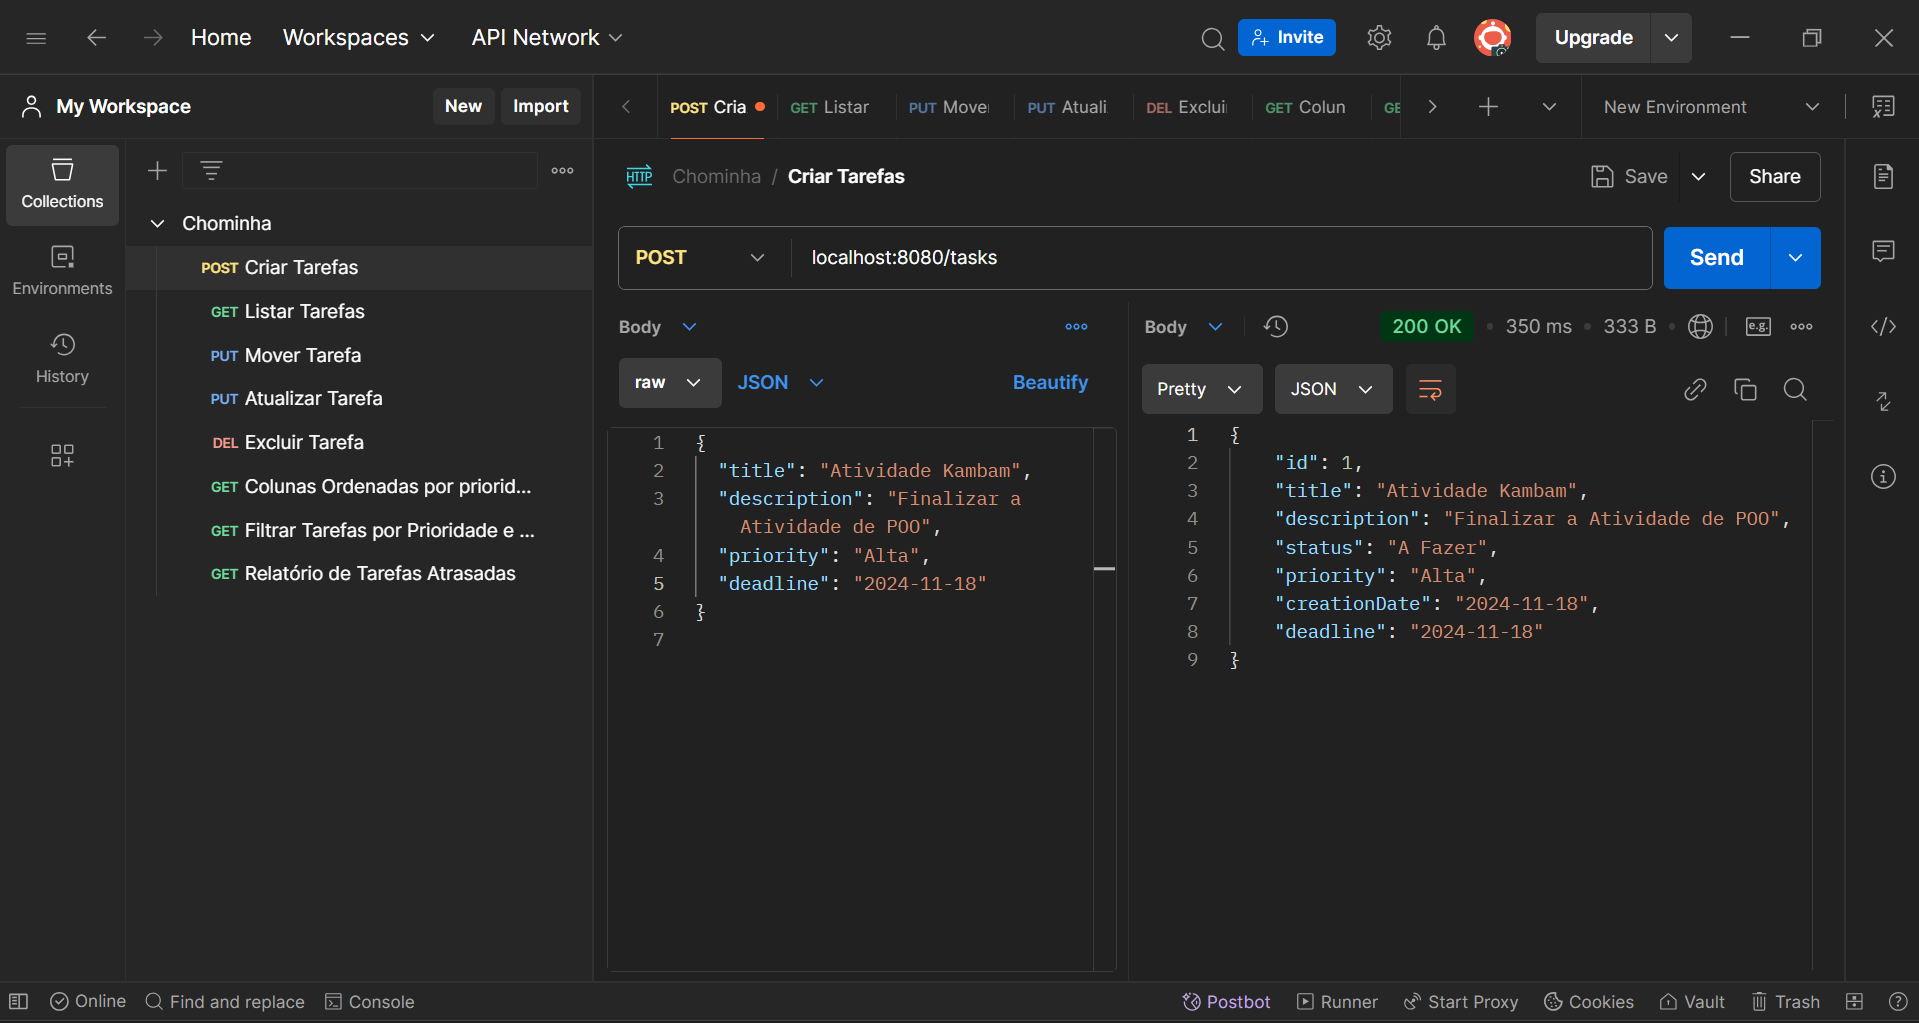 Home
Workspaces
API Network
Invite
Upgrade
My Workspace
New
Import
POST Cria
GET Listar
PUT Move
PUT Atuali
DEL Exclui
GET Colun
GE
New Environment
Collections
Environments
History
Chominha
POST Criar Tarefas
GET Listar Tarefas
PUT Mover Tarefa
PUT Atualizar Tarefa
DEL Excluir Tarefa
GET Colunas Ordenadas por priorid...
GET Filtrar Tarefas por Prioridade e ...
GET Relatório de Tarefas Atrasadas
HTTP
Chominha / Criar Tarefas
Save
Share
POST
localhost:8080/tasks
Send
Body
raw
JSON
Beautify
1 {
2 "title": "Atividade Kambam",
3 "description": "Finalizar a
Atividade de POO",
4 "priority": "Alta",
5 "deadline": "2024-11-18"
6 }
7
Body
200 OK
350 ms
333 B
e.g.
Pretty
JSON
1 {
2 "id": 1,
3 "title": "Atividade Kambam",
4 "description": "Finalizar a Atividade de POO",
5 "status": "A Fazer",
6 "priority": "Alta",
7 "creationDate": "2024-11-18",
8 "deadline": "2024-11-18"
9 }
Online
Find and replace
Console
Postbot
Runner
Start Proxy
Cookies
Vault
Trash